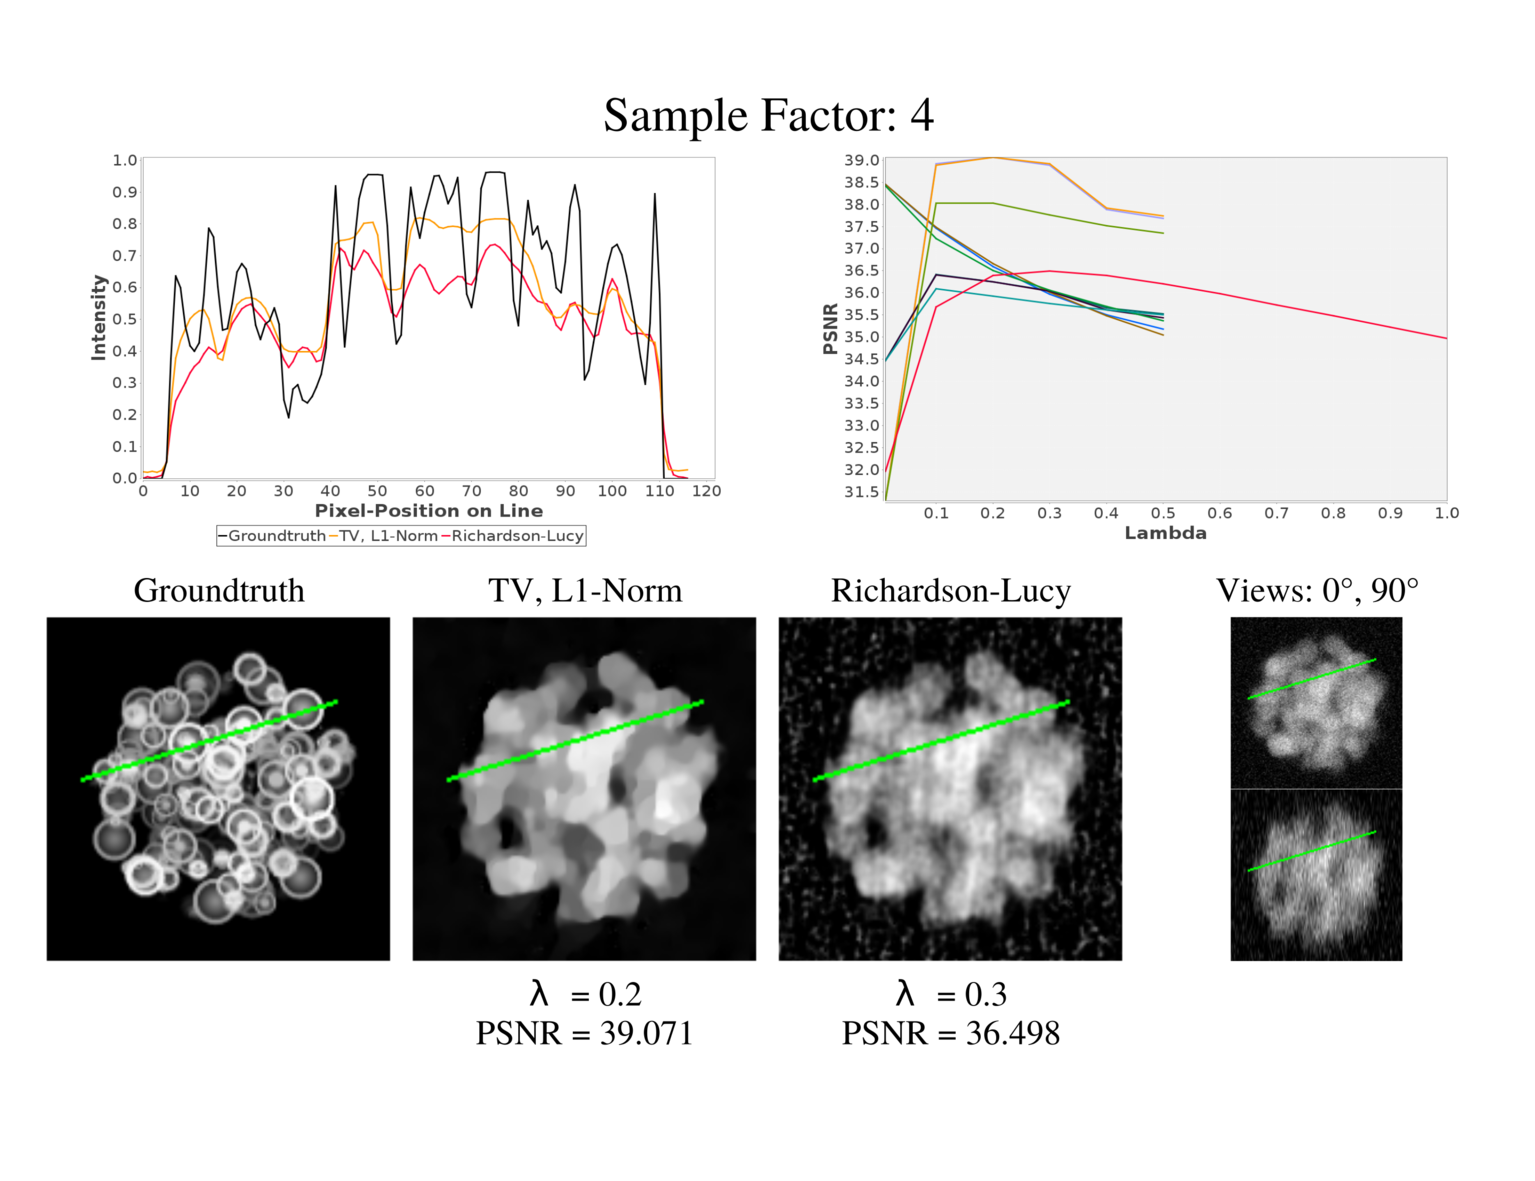 Sample Factor: 4
1.0
0.9
0.8
0.7
0.6
0.5
0.4
0.3
0.2
0.1
0.0
Intensity
0 10 20 30 40 50 60 70 80 90 100 110 120
Pixel-Position on Line
Groundtruth TV, L1-Norm Richardson-Lucy
39.0
38.5
38.0
37.5
37.0
36.5
36.0
35.5
35.0
34.5
34.0
33.5
33.0
32.5
32.0
31.5
PSNR
0.1 0.2 0.3 0.4 0.5 0.6 0.7 0.8 0.9 1.0
Lambda
Groundtruth
TV, L1-Norm
Richardson-Lucy
Views: 0°, 90°
λ = 0.2
PSNR = 39.071
λ = 0.3
PSNR = 36.498